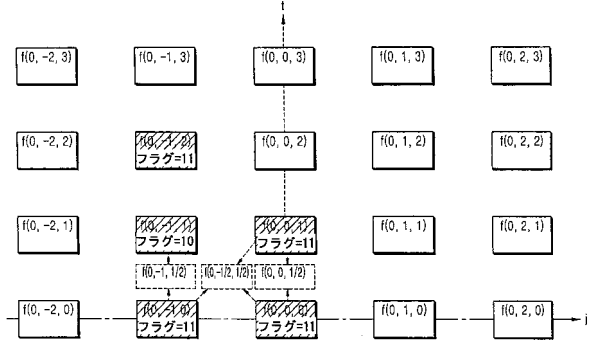 t
f(0, -2, 3) f(0, -1, 3) f(0, 0, 3) f(0, 1, 3) f(0, 2, 3)
f(0, -2, 2) f(0, -1, 2) f(0, 0, 2) f(0, 1, 2) f(0, 2, 2)
フラグ=11
f(0, -2, 1) f(0, -1, 1) f(0, 0, 1) f(0, 1, 1) f(0, 2, 1)
フラグ=10 フラグ=11
f(0,-1, 1/2) f(0,-1/2, 1/2) f(0, 0, 1/2)
f(0, -2, 0) f(0, -1, 0) f(0, 0, 0) f(0, 1, 0) f(0, 2, 0) j
フラグ=11 フラグ=11